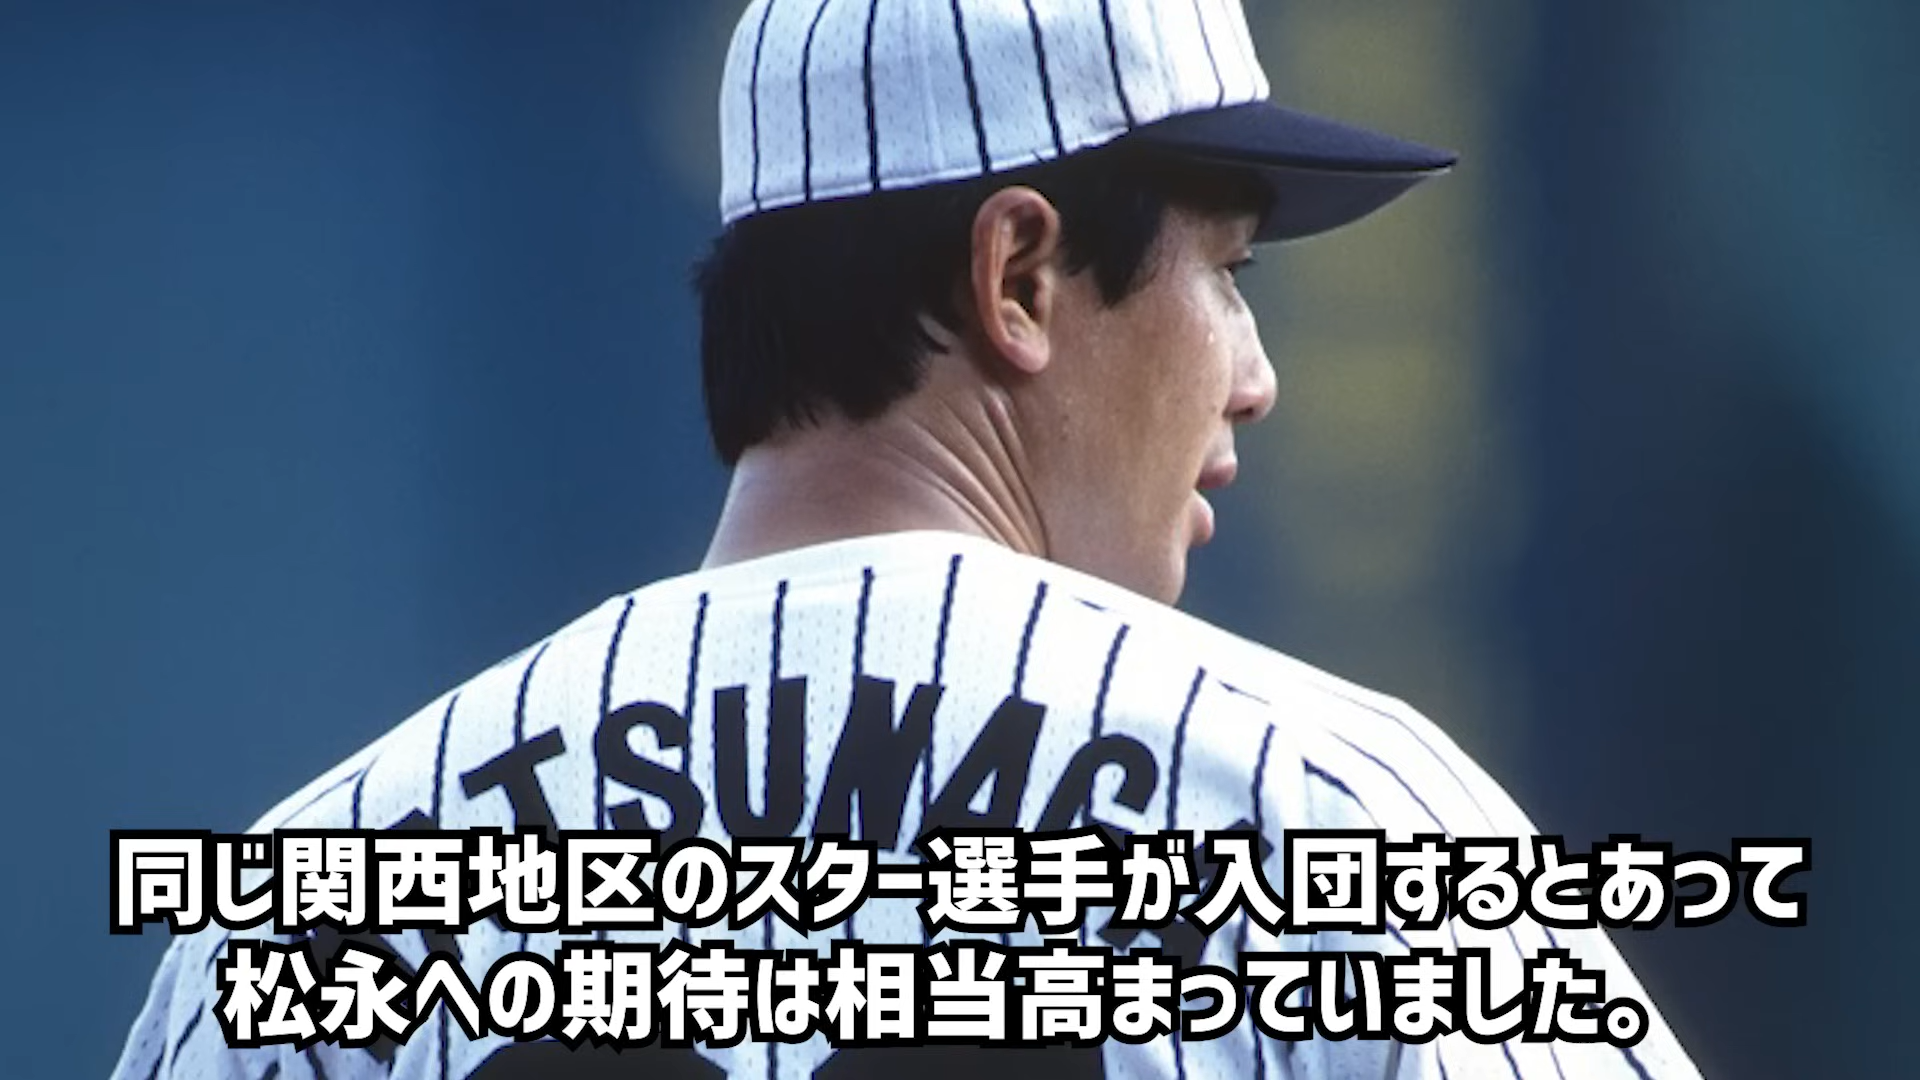 MATSUNAGA
同じ関西地区のスター選手が入団するとあって
松永への期待は相当高まっていました。